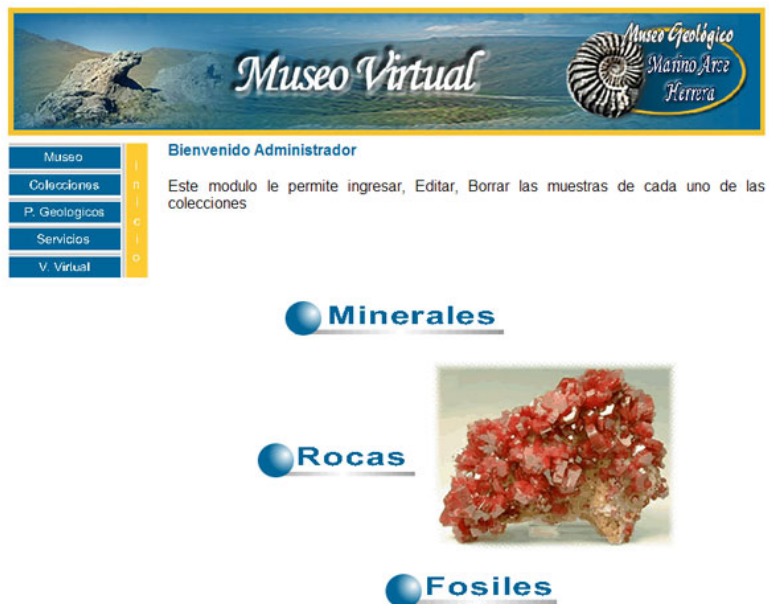 Museo Virtual
Museo Geológico
Marino Arce
Herrera
Museo
Colecciones
P. Geologicos
Servicios
V. Virtual
Inicio
Bienvenido Administrador
Este modulo le permite ingresar, Editar, Borrar las muestras de cada uno de las
colecciones
Minerales
Rocas
Fosiles